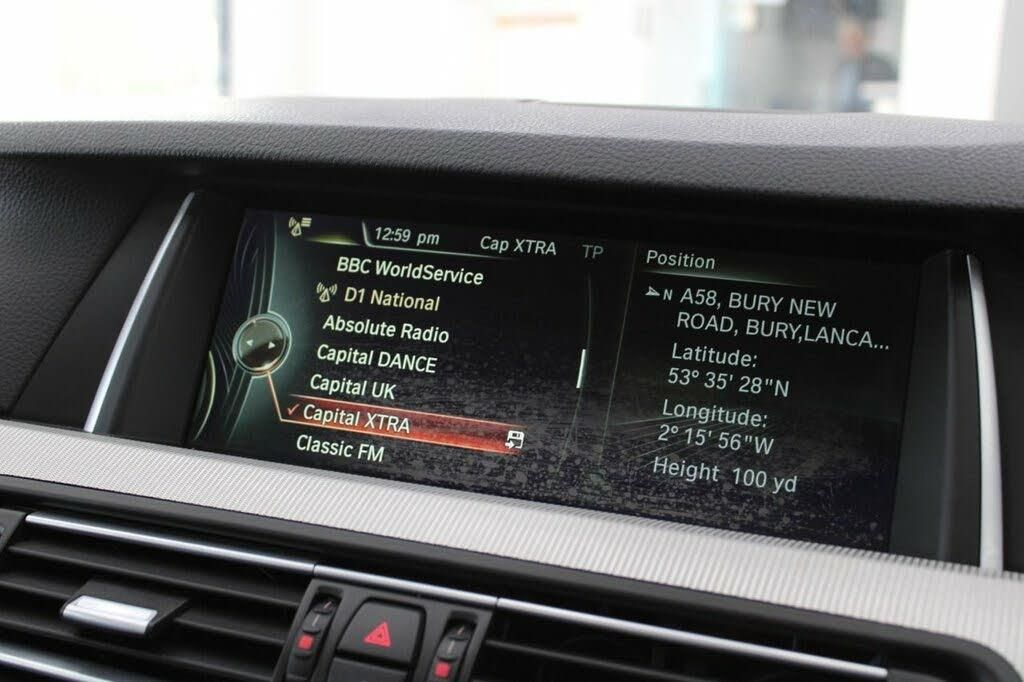 12:59 pm Cap XTRA TP
BBC WorldService
D1 National
Absolute Radio
Capital DANCE
Capital UK
Capital XTRA
Classic FM
Position
N A58, BURY NEW
ROAD, BURY,LANCA...
Latitude:
53° 35' 28"N
Longitude:
2° 15' 56"W
Height 100 yd